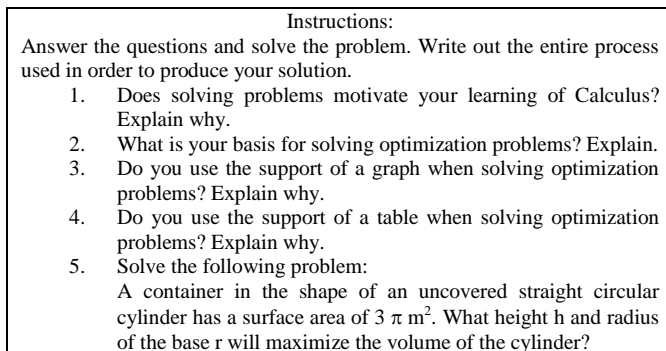 Instructions:
Answer the questions and solve the problem. Write out the entire process
used in order to produce your solution.
1. Does solving problems motivate your learning of Calculus?
Explain why.
2. What is your basis for solving optimization problems? Explain.
3. Do you use the support of a graph when solving optimization
problems? Explain why.
4. Do you use the support of a table when solving optimization
problems? Explain why.
5. Solve the following problem:
A container in the shape of an uncovered straight circular
cylinder has a surface area of 3 π m². What height h and radius
of the base r will maximize the volume of the cylinder?